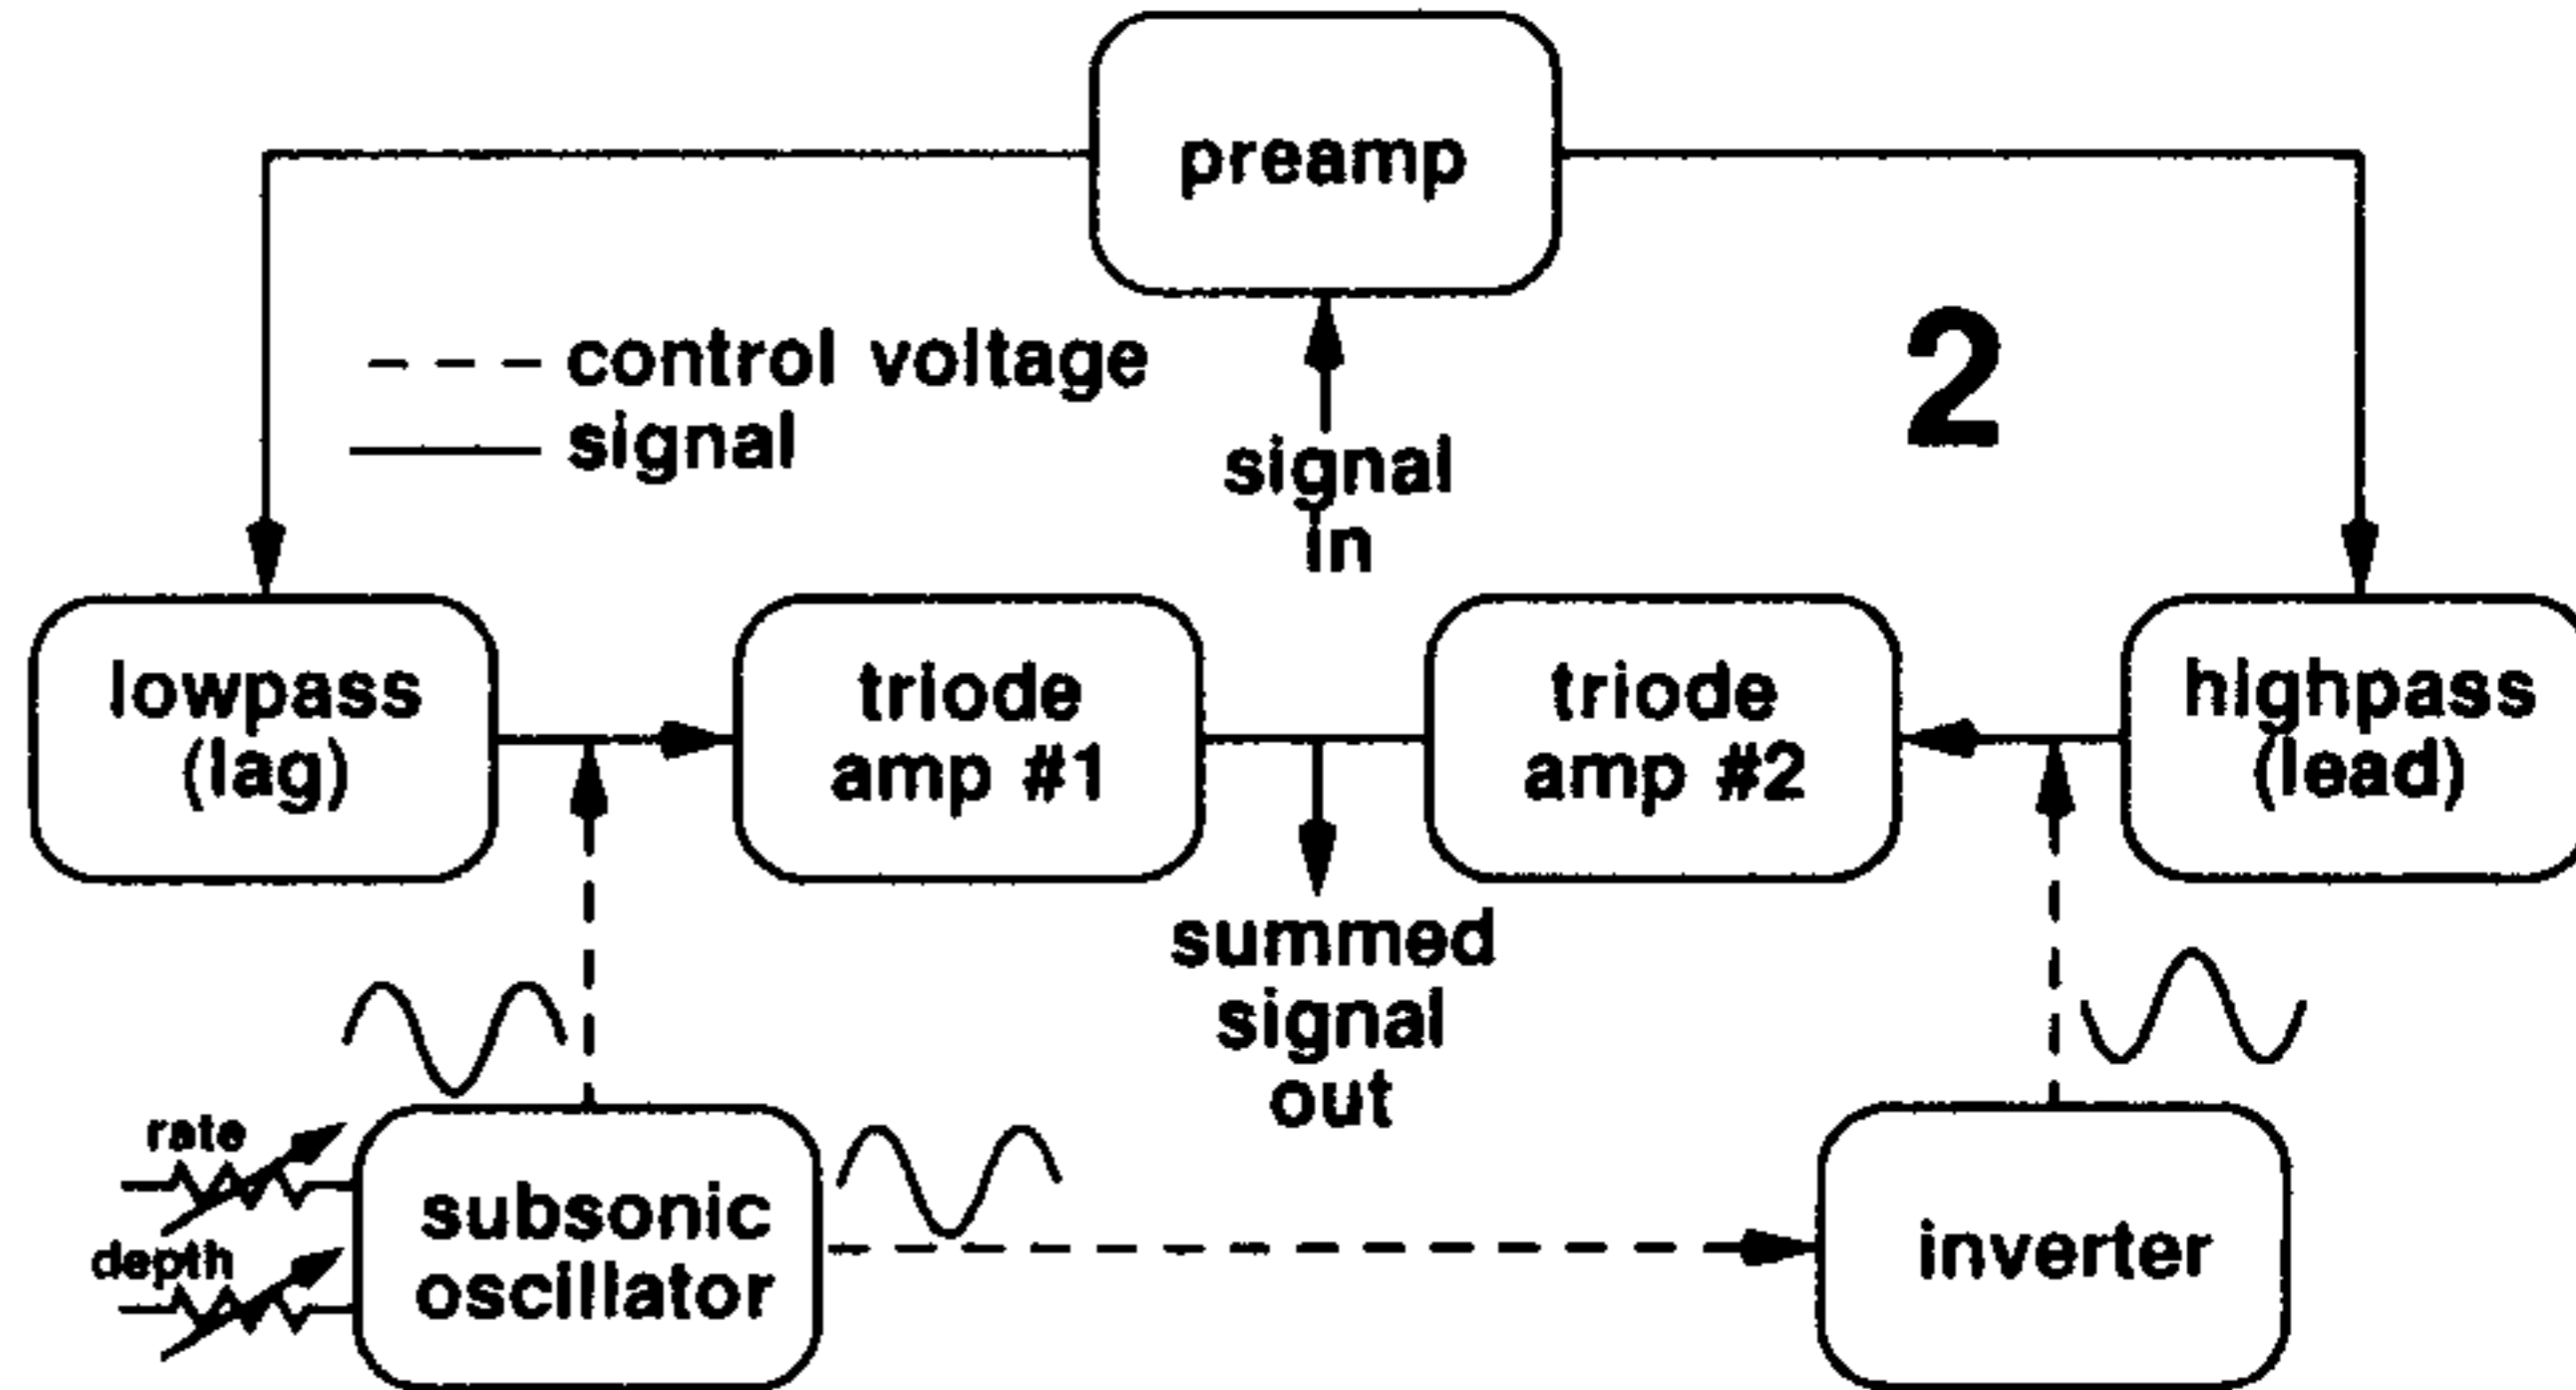 preamp
control voltage
signal
2
signal
in
lowpass
(lag)
triode
amp #1
triode
amp #2
highpass
(lead)
summed
signal
out
rate
depth
subsonic
oscillator
inverter